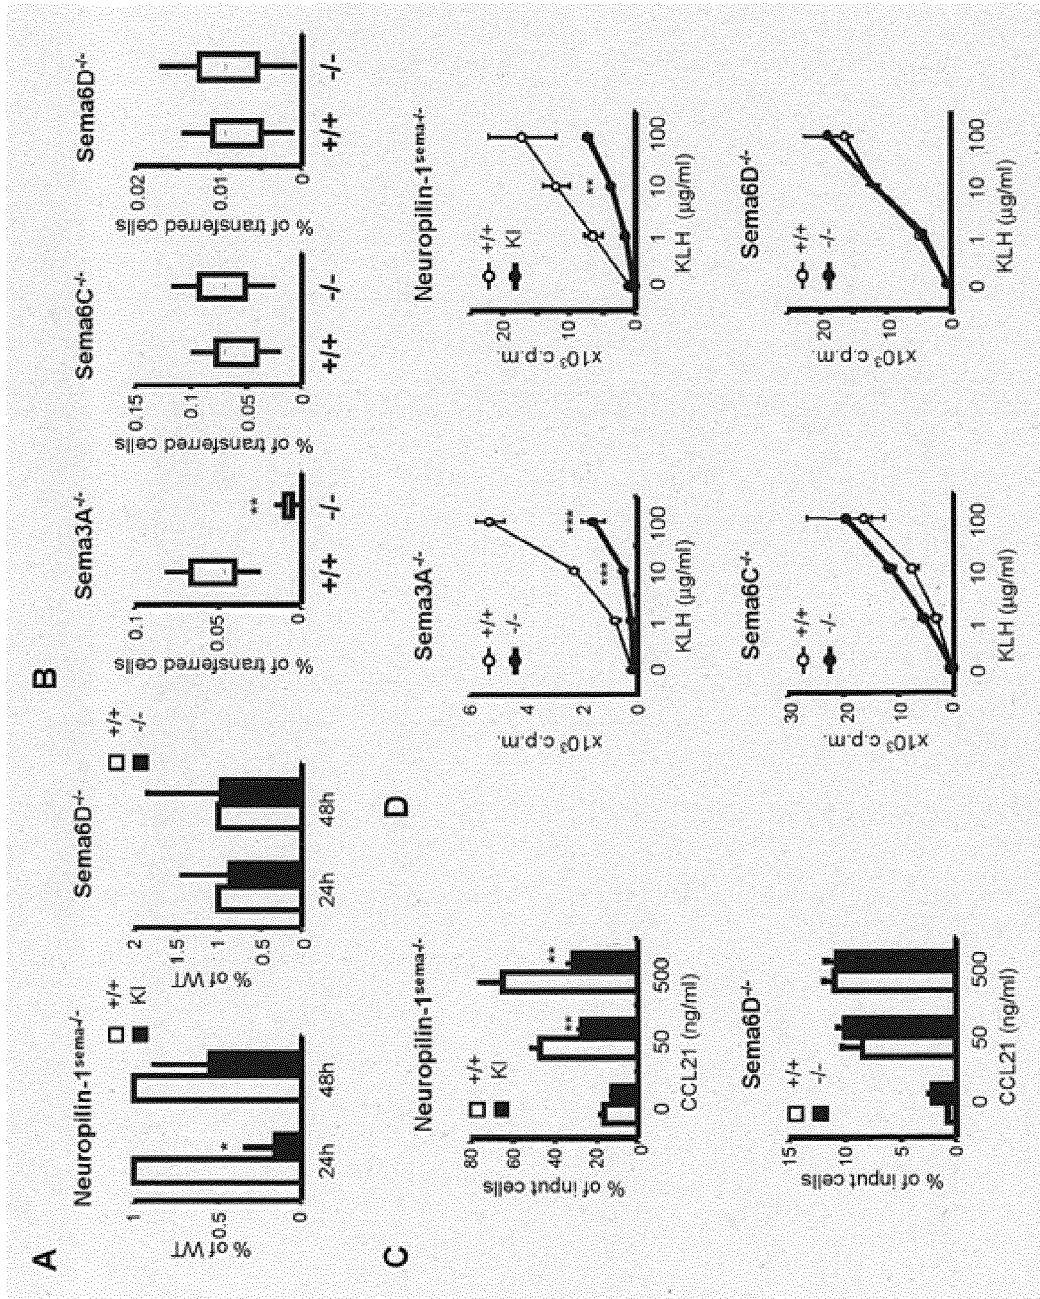 A
Neuropilin-1sema-/-
% of WT
1
0.5
0
+/+
KI
*
24h
48h
Sema6D-/-
% of WT
2
1.5
1
0.5
0
+/+
-/-
24h
48h
B
Sema3A-/-
% of transferred cells
0.1
0.05
0
**
+/+
-/-
Sema6C-/-
% of transferred cells
0.15
0.1
0.05
0
+/+
-/-
Sema6D-/-
% of transferred cells
0.02
0.01
0
+/+
-/-
C
Neuropilin-1sema-/-
% of input cells
80
60
40
20
0
+/+
KI
**
**
0 50 500
CCL21 (ng/ml)
Sema6D-/-
% of input cells
15
10
5
0
+/+
-/-
0 50 500
CCL21 (ng/ml)
D
Sema3A-/-
x10³ c.p.m.
6
4
2
0
+/+
-/-
***
***
0 1 10 100
KLH (µg/ml)
Neuropilin-1sema-/-
x10³ c.p.m.
20
10
0
+/+
KI
**
0 1 10 100
KLH (µg/ml)
Sema6C-/-
x10³ c.p.m.
30
20
10
0
+/+
-/-
0 1 10 100
KLH (µg/ml)
Sema6D-/-
x10³ c.p.m.
20
10
0
+/+
-/-
0 1 10 100
KLH (µg/ml)